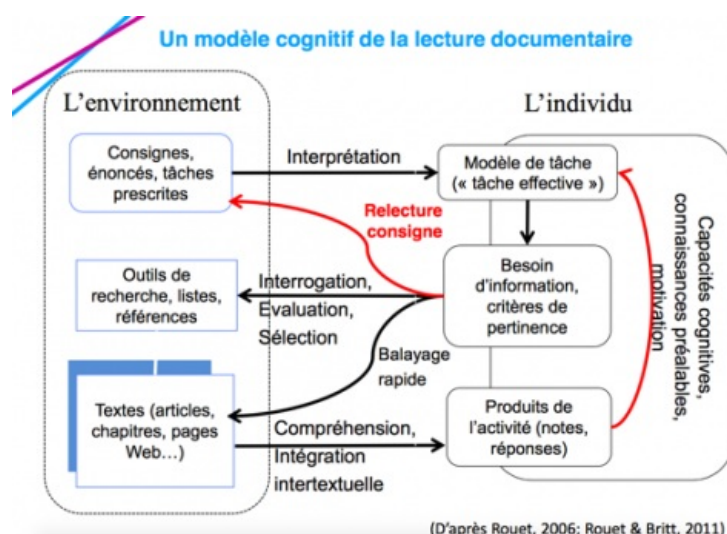 Un modèle cognitif de la lecture documentaire
L'environnement
L'individu
Consignes,
énoncés, tâches
prescrites
Interprétation
Modèle de tâche
(« tâche effective »)
Relecture
consigne
Outils de
recherche, listes,
références
Interrogation,
Evaluation,
Sélection
Besoin
d'information,
critères de
pertinence
Balayage
rapide
Textes (articles,
chapitres, pages
Web...)
Compréhension,
Intégration
intertextuelle
Produits de
l'activité (notes,
réponses)
Capacités cognitives,
connaissances préalables,
motivation
(D'après Rouet, 2006; Rouet & Britt, 2011)